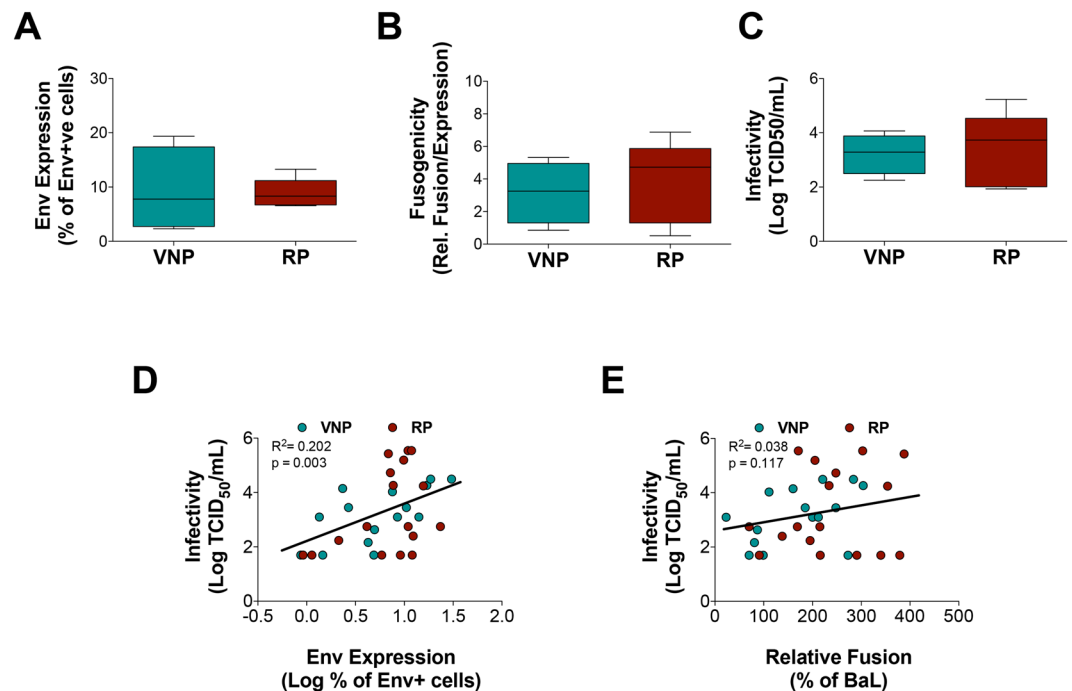 A
Env Expression
(% of Env+ve cells)
30
20
10
0
VNP
RP
B
Fusogenicity
(Rel. Fusion/Expression)
10
8
6
4
2
0
VNP
RP
C
Infectivity
(Log TCID50/mL)
6
4
2
0
VNP
RP
D
VNP
RP
R²= 0.202
p = 0.003
Infectivity
(Log TCID₅₀/mL)
6
4
2
0
-0.5
0.0
0.5
1.0
1.5
2.0
Env Expression
(Log % of Env+ cells)
E
VNP
RP
R²= 0.038
p = 0.117
Infectivity
(Log TCID₅₀/mL)
6
4
2
0
0
100
200
300
400
500
Relative Fusion
(% of BaL)